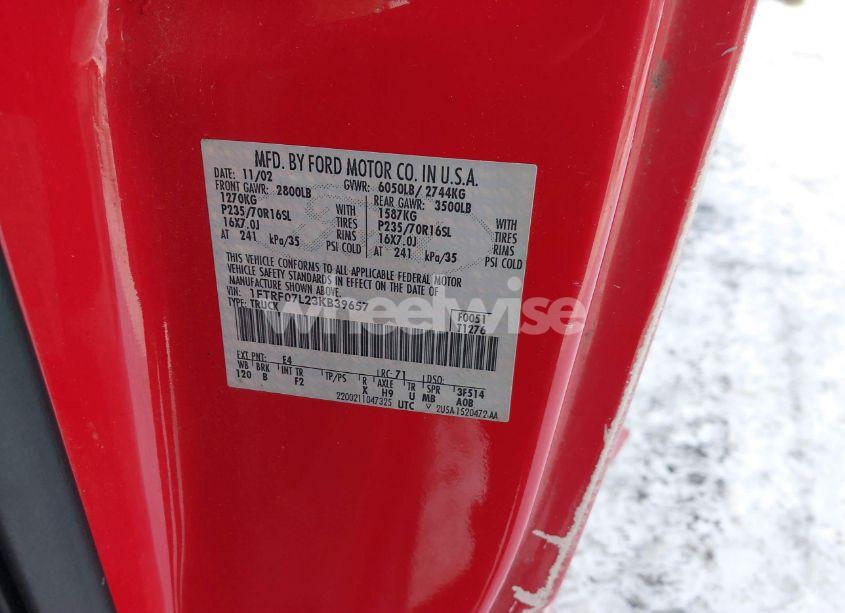 MFD. BY FORD MOTOR CO. IN U.S.A.
DATE: 11/02 GVWR: 6050LB/ 2744KG
FRONT GAWR: 2800LB REAR GAWR: 3500LB
1270KG WITH 1587KG WITH
P235/70R16SL TIRES P235/70R16SL TIRES
16X7.0J RIMS 16X7.0J RIMS
AT 241 kPa/35 PSI COLD AT 241 kPa/35 PSI COLD
THIS VEHICLE CONFORMS TO ALL APPLICABLE FEDERAL MOTOR
VEHICLE SAFETY STANDARDS IN EFFECT ON THE DATE OF
MANUFACTURE SHOWN ABOVE.
VIN: 1FTRF07L23KB39657 F0051
TYPE: TRUCK T1276
wheelwise
EXT PNT: E4 RC: 71 DSO:
WB BRK INT TR TP/PS R AXLE TR SPR 3F514
120 B F2 X H9 U MB A0B
2200211047325 UTC 2USA-1520472-AA